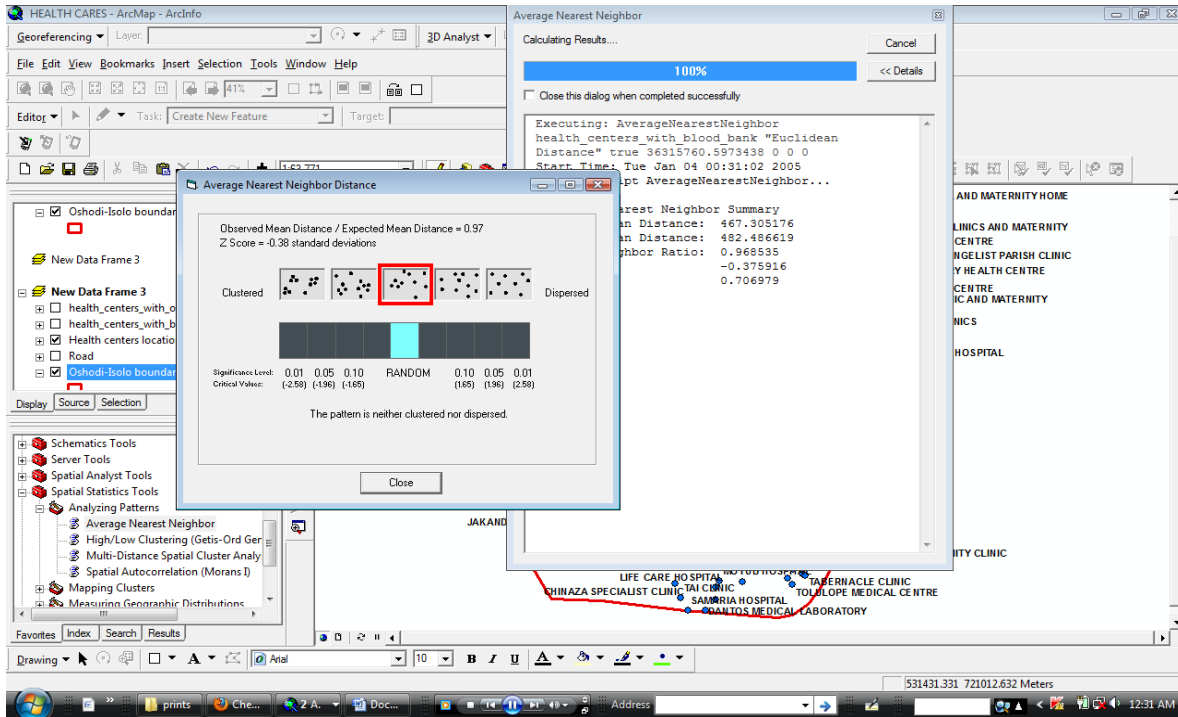 HEALTH CARES - ArcMap - ArcInfo
Georeferencing Layer: 3D Analyst
File Edit View Bookmarks Insert Selection Tools Window Help
41%
Editor Task: Create New Feature Target:
1:63,771
Oshodi-Isolo boundar
New Data Frame 3
New Data Frame 3
health_centers_with_o
health_centers_with_b
Health centers locatio
Road
Oshodi-Isolo boundar
Display Source Selection
Schematics Tools
Server Tools
Spatial Analyst Tools
Spatial Statistics Tools
Analyzing Patterns
Average Nearest Neighbor
High/Low Clustering (Getis-Ord Ger
Multi-Distance Spatial Cluster Analy
Spatial Autocorrelation (Morans I)
Mapping Clusters
Measuring Geographic Distributions
Favorites Index Search Results
Average Nearest Neighbor Distance
Observed Mean Distance / Expected Mean Distance = 0.97
Z Score = -0.38 standard deviations
Clustered Dispersed
Significance Level: 0.01 0.05 0.10 RANDOM 0.10 0.05 0.01
Critical Values: (-2.58) (-1.96) (-1.65) (1.65) (1.96) (2.58)
The pattern is neither clustered nor dispersed.
Close
Average Nearest Neighbor
Calculating Results....
Cancel
100%
<< Details
Close this dialog when completed successfully
Executing: AverageNearestNeighbor
health_centers_with_blood_bank "Euclidean
Distance" true 36315760.5973438 0 0 0
Start Time: Tue Jan 04 00:31:02 2005
ipt AverageNearestNeighbor...
arest Neighbor Summary
an Distance: 467.305176
an Distance: 482.486619
ghbor Ratio: 0.968535
-0.375916
0.706979
AND MATERNITY HOME
LINICS AND MATERNITY
CENTRE
NGELIST PARISH CLINIC
Y HEALTH CENTRE
CENTRE
IC AND MATERNITY
NICS
HOSPITAL
JAKAND
ITY CLINIC
LIFE CARE HOSPITAL
TABERNACLE CLINIC
CHINAZA SPECIALIST CLINIC
TAI CLINIC
TOLULOPE MEDICAL CENTRE
SAMARIA HOSPITAL
DANTOS MEDICAL LABORATORY
Drawing Arial 10 B I U A
531431.331 721012.632 Meters
prints Che... 2 A. Doc... Address 12:31 AM